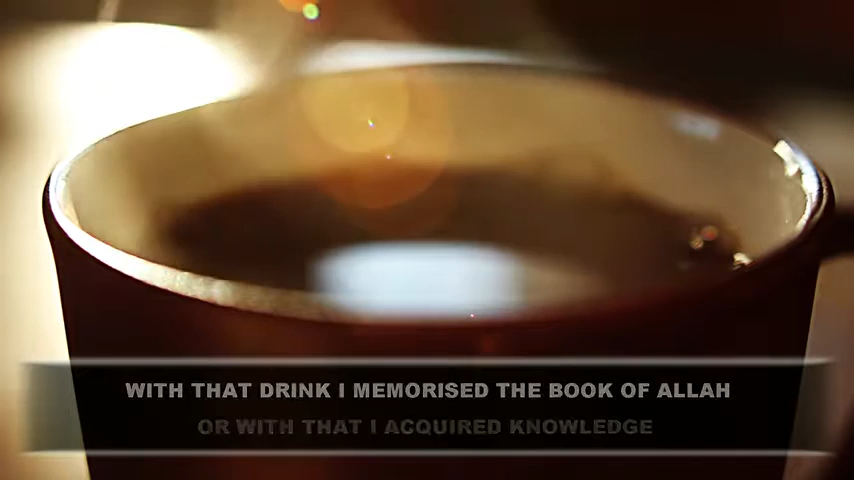 WITH THAT DRINK I MEMORISED THE BOOK OF ALLAH
OR WITH THAT I ACQUIRED KNOWLEDGE